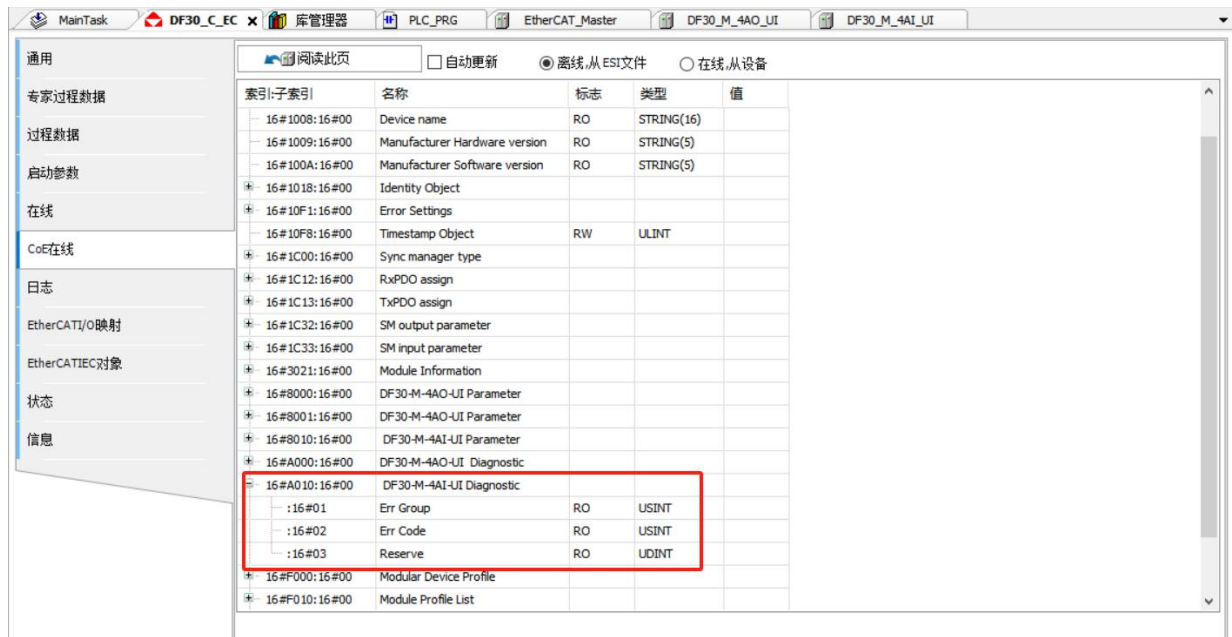 MainTask DF30_C_EC 库管理器 PLC_PRG EtherCAT_Master DF30_M_4AO_UI DF30_M_4AI_UI
通用
专家过程数据
过程数据
启动参数
在线
CoE在线
日志
EtherCATI/O映射
EtherCATIEC对象
状态
信息
阅读此页 自动更新 离线,从ESI文件 在线,从设备
索引:子索引 名称 标志 类型 值
16#1008:16#00 Device name RO STRING(16)
16#1009:16#00 Manufacturer Hardware version RO STRING(5)
16#100A:16#00 Manufacturer Software version RO STRING(5)
16#1018:16#00 Identity Object
16#10F1:16#00 Error Settings
16#10F8:16#00 Timestamp Object RW ULINT
16#1C00:16#00 Sync manager type
16#1C12:16#00 RxPDO assign
16#1C13:16#00 TxPDO assign
16#1C32:16#00 SM output parameter
16#1C33:16#00 SM input parameter
16#3021:16#00 Module Information
16#8000:16#00 DF30-M-4AO-UI Parameter
16#8001:16#00 DF30-M-4AO-UI Parameter
16#8010:16#00 DF30-M-4AI-UI Parameter
16#A000:16#00 DF30-M-4AO-UI Diagnostic
16#A010:16#00 DF30-M-4AI-UI Diagnostic
:16#01 Err Group RO USINT
:16#02 Err Code RO USINT
:16#03 Reserve RO UDINT
16#F000:16#00 Modular Device Profile
16#F010:16#00 Module Profile List